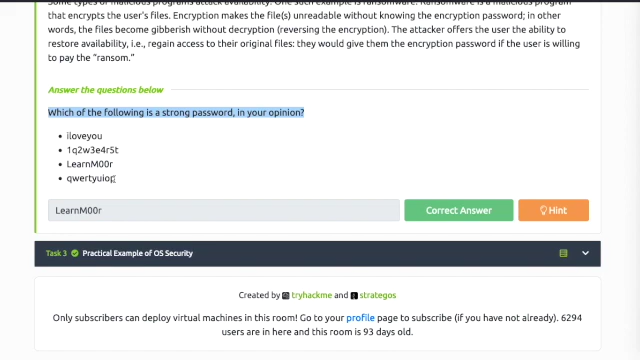 Some types of malicious programs attack availability. One such example is ransomware. Ransomware is a malicious program
that encrypts the user's files. Encryption makes the file(s) unreadable without knowing the encryption password; in other
words, the files become gibberish without decryption (reversing the encryption). The attacker offers the user the ability to
restore availability, i.e., regain access to their original files: they would give them the encryption password if the user is willing
to pay the "ransom."
Answer the questions below
Which of the following is a strong password, in your opinion?
iloveyou
1q2w3e4r5t
LearnM00r
qwertyuiop
LearnM00r
Correct Answer
Hint
Task 3 Practical Example of OS Security
Created by tryhackme and strategos
Only subscribers can deploy virtual machines in this room! Go to your profile page to subscribe (if you have not already). 6294
users are in here and this room is 93 days old.